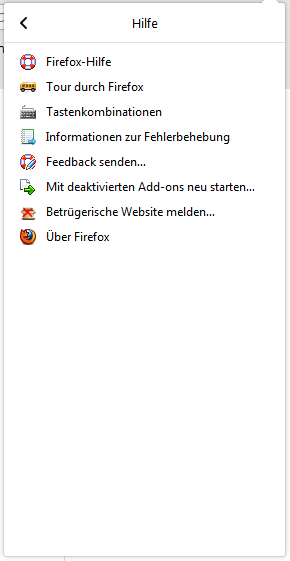 Hilfe
Firefox-Hilfe
Tour durch Firefox
Tastenkombinationen
Informationen zur Fehlerbehebung
Feedback senden...
Mit deaktivierten Add-ons neu starten...
Betrügerische Website melden...
Über Firefox